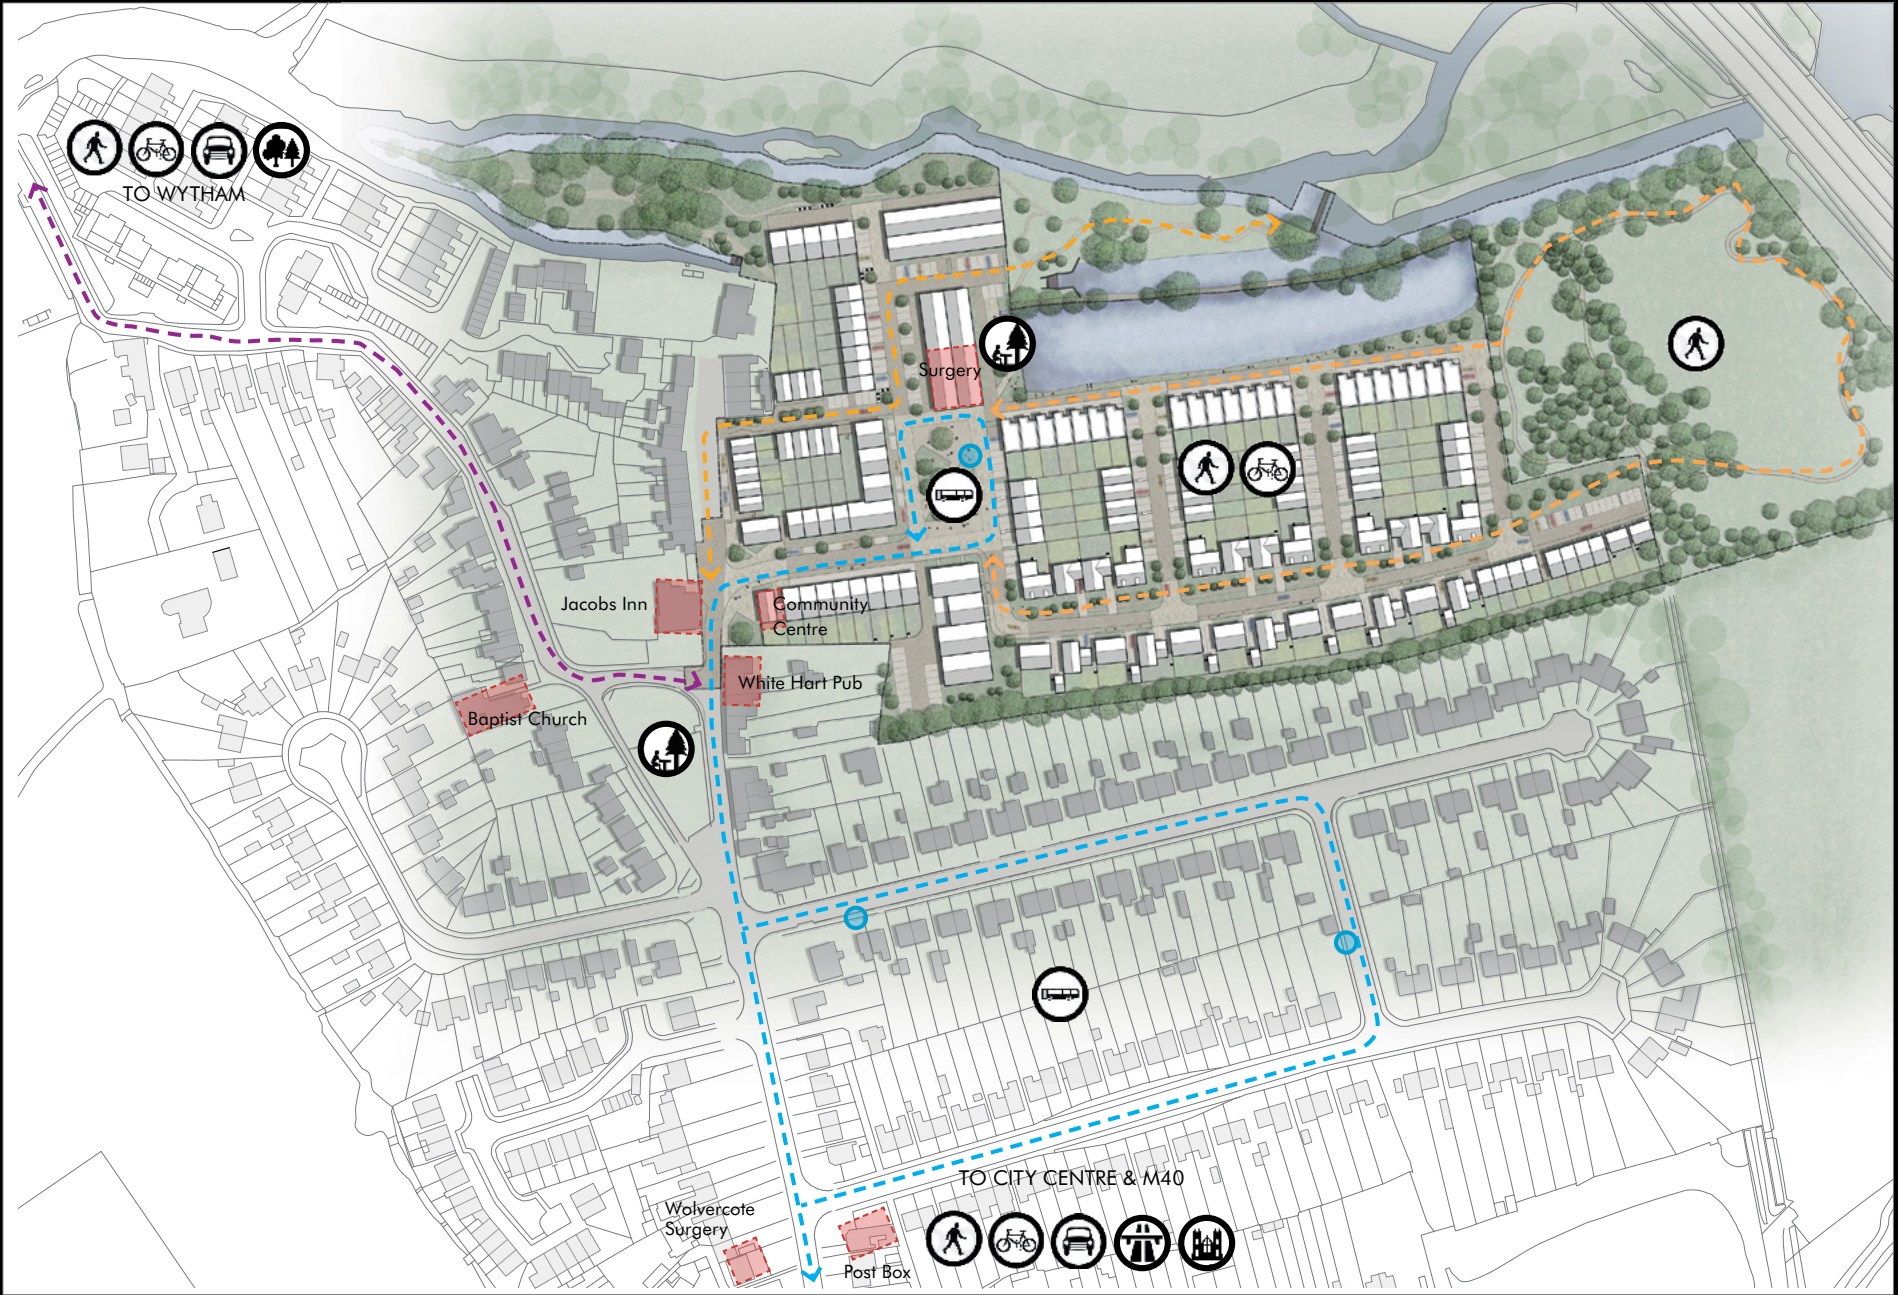 TO WYTHAM
Surgery
Jacobs Inn
Community
Centre
White Hart Pub
Baptist Church
TO CITY CENTRE & M40
Wolvercote
Surgery
Post Box